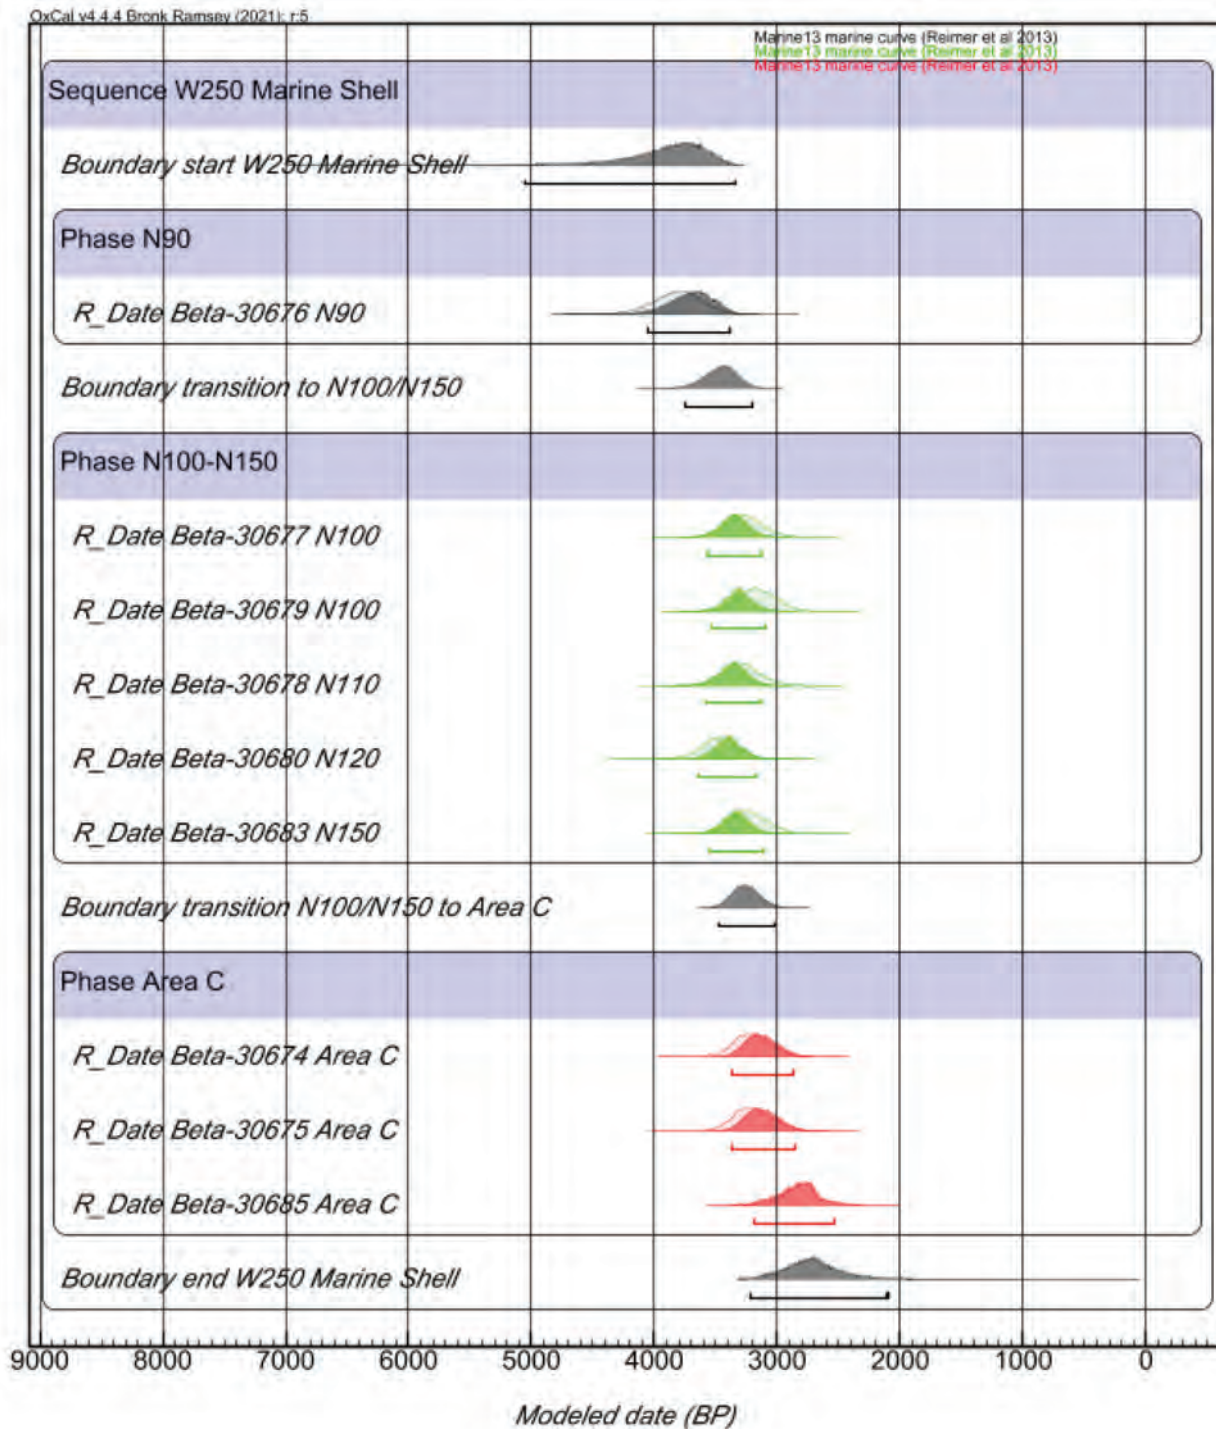 OxCal v4.4.4 Bronk Ramsey (2021); r:5
Marine13 marine curve (Reimer et al 2013)
Marine13 marine curve (Reimer et al 2013)
Marine13 marine curve (Reimer et al 2013)
Sequence W250 Marine Shell
Boundary start W250 Marine Shell
Phase N90
R_Date Beta-30676 N90
Boundary transition to N100/N150
Phase N100-N150
R_Date Beta-30677 N100
R_Date Beta-30679 N100
R_Date Beta-30678 N110
R_Date Beta-30680 N120
R_Date Beta-30683 N150
Boundary transition N100/N150 to Area C
Phase Area C
R_Date Beta-30674 Area C
R_Date Beta-30675 Area C
R_Date Beta-30685 Area C
Boundary end W250 Marine Shell
9000 8000 7000 6000 5000 4000 3000 2000 1000 0
Modeled date (BP)